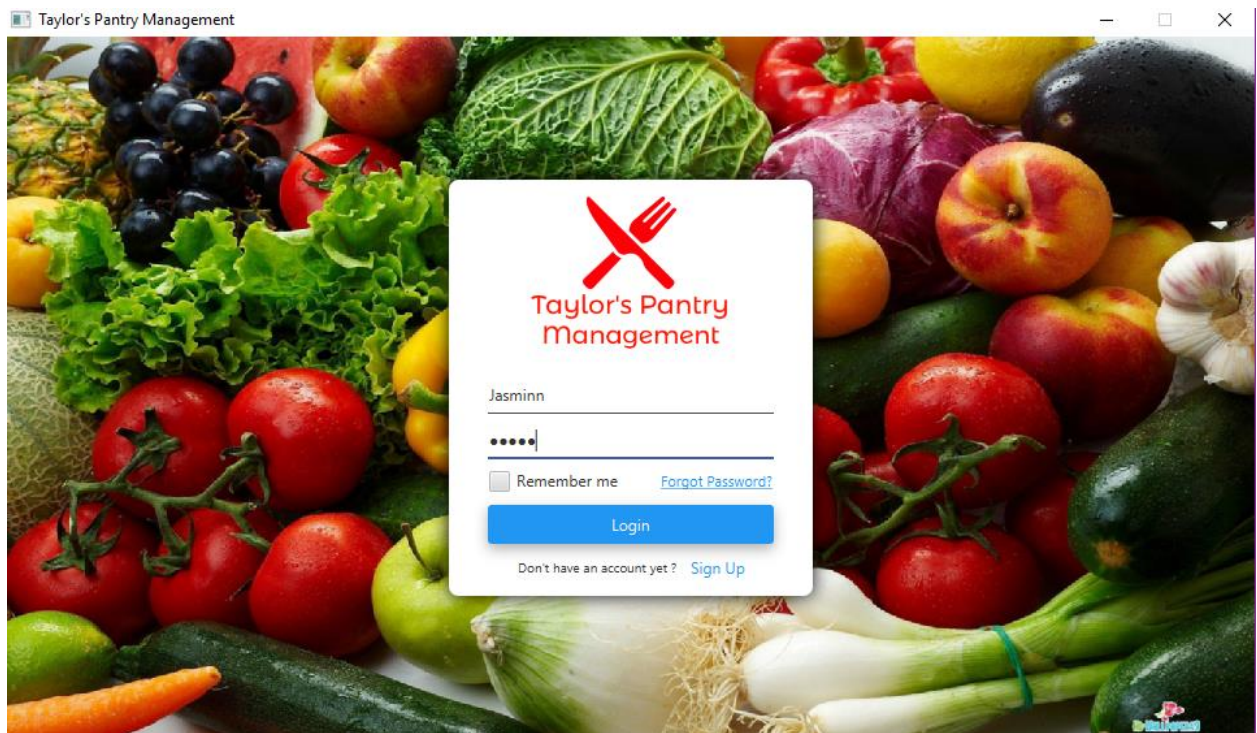 Taylor's Pantry Management
Taylor's Pantry
Management
Jasminn
•••••
Remember me Forgot Password?
Login
Don't have an account yet ? Sign Up